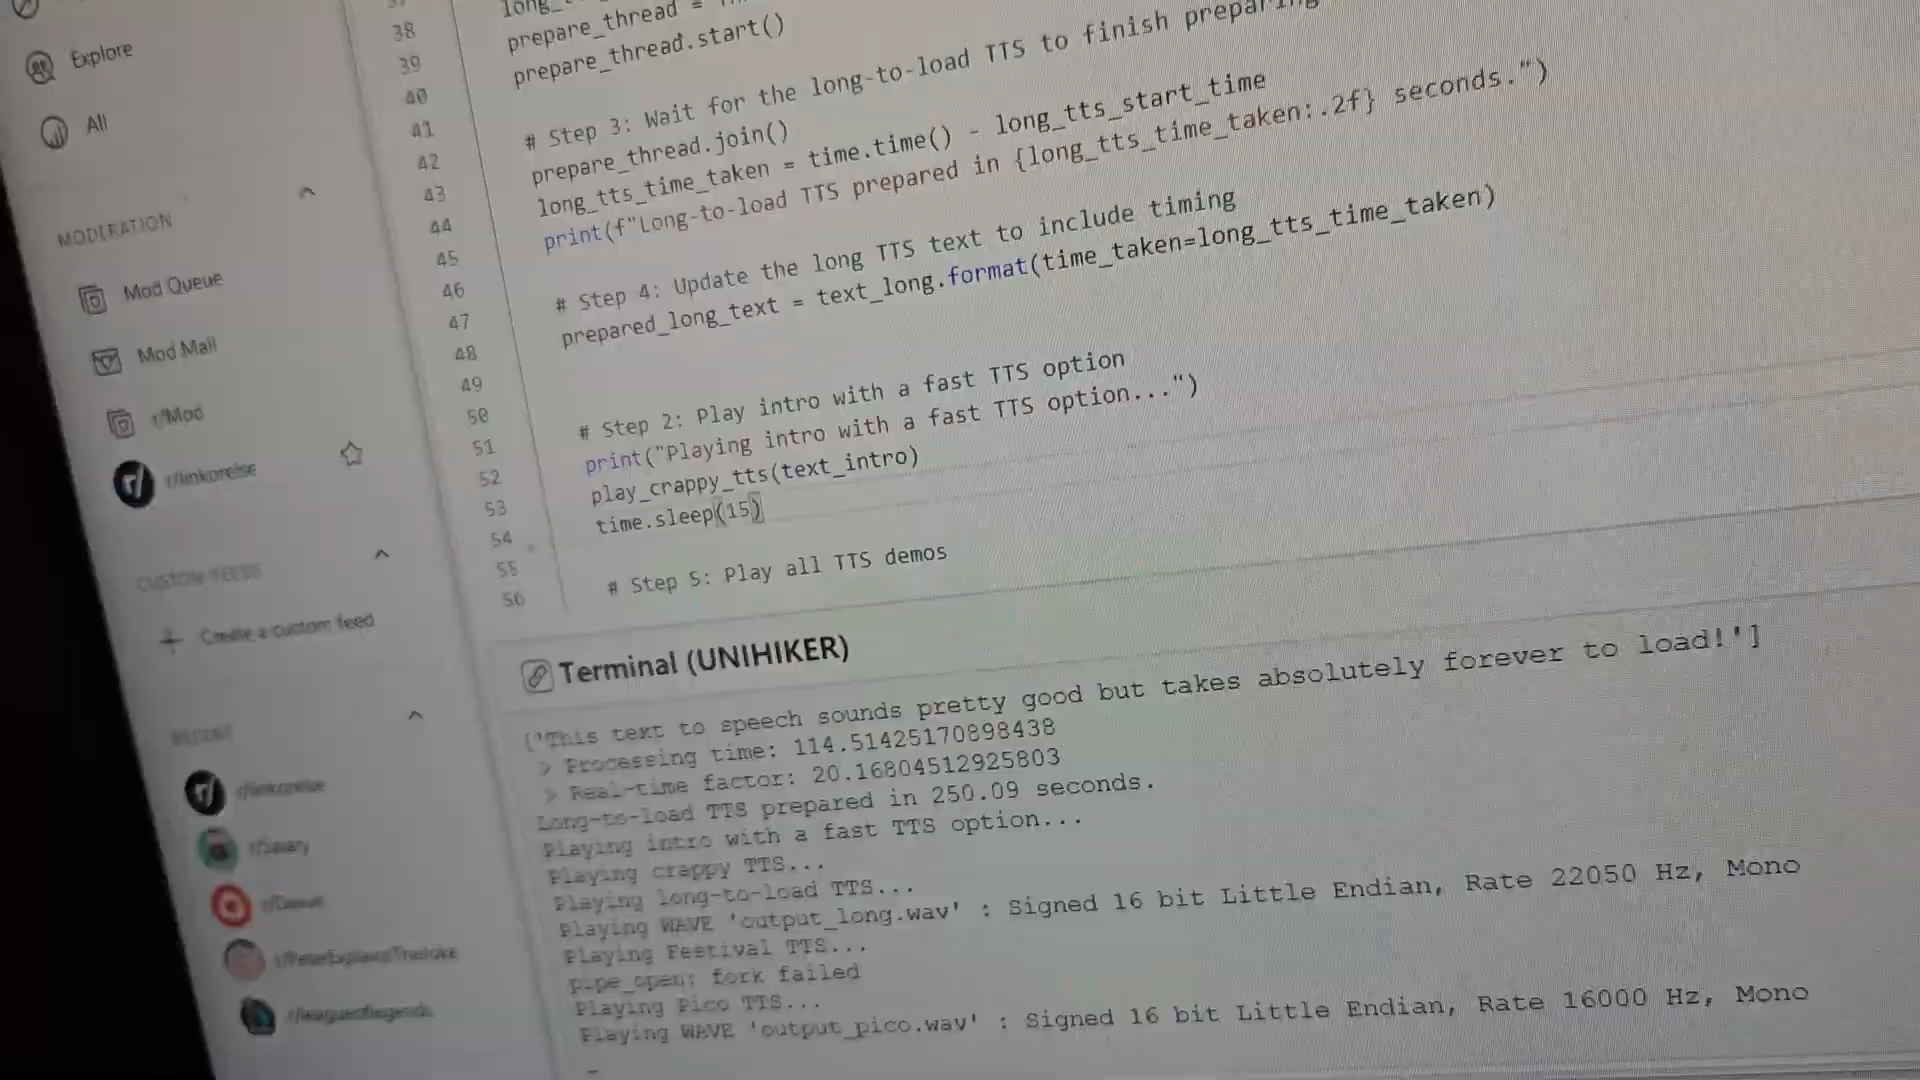 Explore
All
MODERATION
Mod Queue
Mod Mail
r/Mod
r/linkareise
CUSTOM FEEDS
Create a custom feed
RECENT
38
39
40
41
42
43
44
45
46
47
48
49
50
51
52
53
54
55
56
prepare_thread =
prepare_thread.start()
# Step 3: Wait for the long-to-load TTS to finish preparing
prepare_thread.join()
long_tts_time_taken = time.time() - long_tts_start_time
print(f"Long-to-load TTS prepared in {long_tts_time_taken:.2f} seconds.")
# Step 4: Update the long TTS text to include timing
prepared_long_text = text_long.format(time_taken=long_tts_time_taken)
# Step 2: Play intro with a fast TTS option
print("Playing intro with a fast TTS option...")
play_crappy_tts(text_intro)
time.sleep(15)
# Step 5: Play all TTS demos
Terminal (UNIHIKER)
['This text to speech sounds pretty good but takes absolutely forever to load!']
> Processing time: 114.51425170898438
> Real-time factor: 20.16804512925803
Long-to-load TTS prepared in 250.09 seconds.
Playing intro with a fast TTS option...
Playing crappy TTS...
Playing long-to-load TTS...
Playing WAVE 'output_long.wav' : Signed 16 bit Little Endian, Rate 22050 Hz, Mono
Playing Festival TTS...
pipe_open: fork failed
Playing Pico TTS...
Playing WAVE 'output_pico.wav' : Signed 16 bit Little Endian, Rate 16000 Hz, Mono
r/PeterExplainsTheJoke
r/leagueoflegends